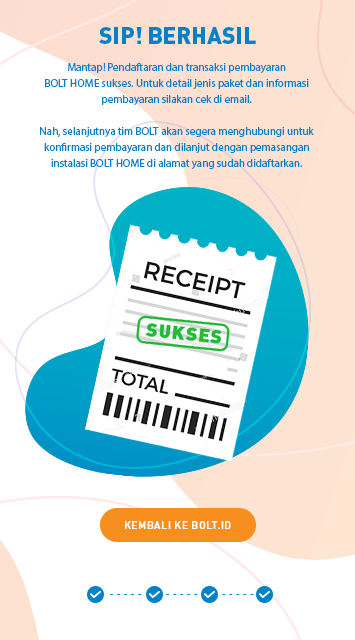 SIP! BERHASIL
Mantap! Pendaftaran dan transaksi pembayaran
BOLT HOME sukses. Untuk detail jenis paket dan informasi
pembayaran silakan cek di email.
Nah, selanjutnya tim BOLT akan segera menghubungi untuk
konfirmasi pembayaran dan dilanjut dengan pemasangan
instalasi BOLT HOME di alamat yang sudah didaftarkan.
RECEIPT
SUKSES
TOTAL
KEMBALI KE BOLT.ID